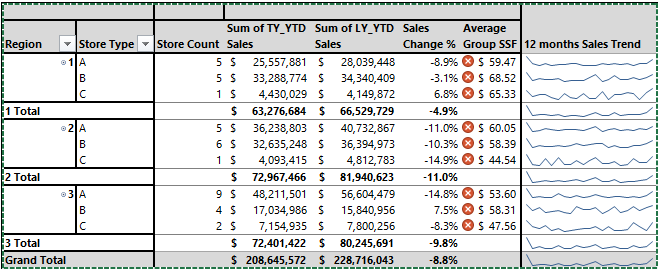 Sum of TY_YTD Sum of LY_YTD Sales Average
Region Store Type Store Count Sales Sales Change % Group SSF 12 months Sales Trend
1 A 5 $ 25,557,881 $ 28,039,448 -8.9% $ 59.47
B 5 $ 33,288,774 $ 34,340,409 -3.1% $ 68.52
C 1 $ 4,430,029 $ 4,149,872 6.8% $ 65.33
1 Total $ 63,276,684 $ 66,529,729 -4.9%
2 A 5 $ 36,238,803 $ 40,732,867 -11.0% $ 60.05
B 6 $ 32,635,248 $ 36,394,973 -10.3% $ 58.39
C 1 $ 4,093,415 $ 4,812,783 -14.9% $ 44.54
2 Total $ 72,967,466 $ 81,940,623 -11.0%
3 A 9 $ 48,211,501 $ 56,604,479 -14.8% $ 53.60
B 4 $ 17,034,986 $ 15,840,956 7.5% $ 58.31
C 2 $ 7,154,935 $ 7,800,256 -8.3% $ 47.56
3 Total $ 72,401,422 $ 80,245,691 -9.8%
Grand Total $ 208,645,572 $ 228,716,043 -8.8%